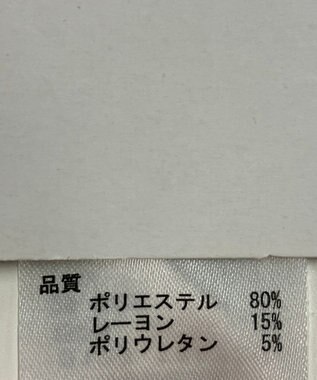 品質
ポリエステル 80%
レーヨン 15%
ポリウレタン 5%